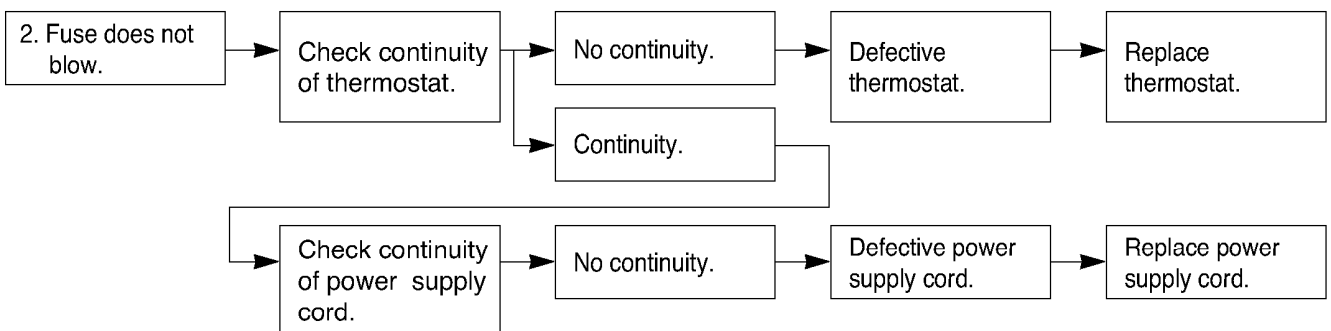 2. Fuse does not
blow.
Check continuity
of thermostat.
No continuity.
Defective
thermostat.
Replace
thermostat.
Continuity.
Check continuity
of power supply
cord.
No continuity.
Defective power
supply cord.
Replace power
supply cord.